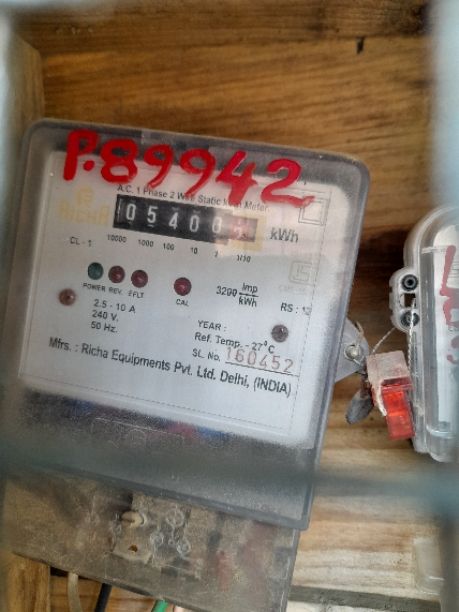 P.89942
A.C. 1 Phase 2 Wire Static kWh Meter.
RICHA
05400 kWh
CL - 1 10000 1000 100 10 1 1/10
POWER REV. EFLT CAL
3200 imp/kWh
RS :
2.5 - 10 A
240 V.
50 Hz.
YEAR :
Ref. Temp. - 27°C
SL. No. 160452
Mfrs. : Richa Equipments Pvt. Ltd. Delhi, (INDIA)